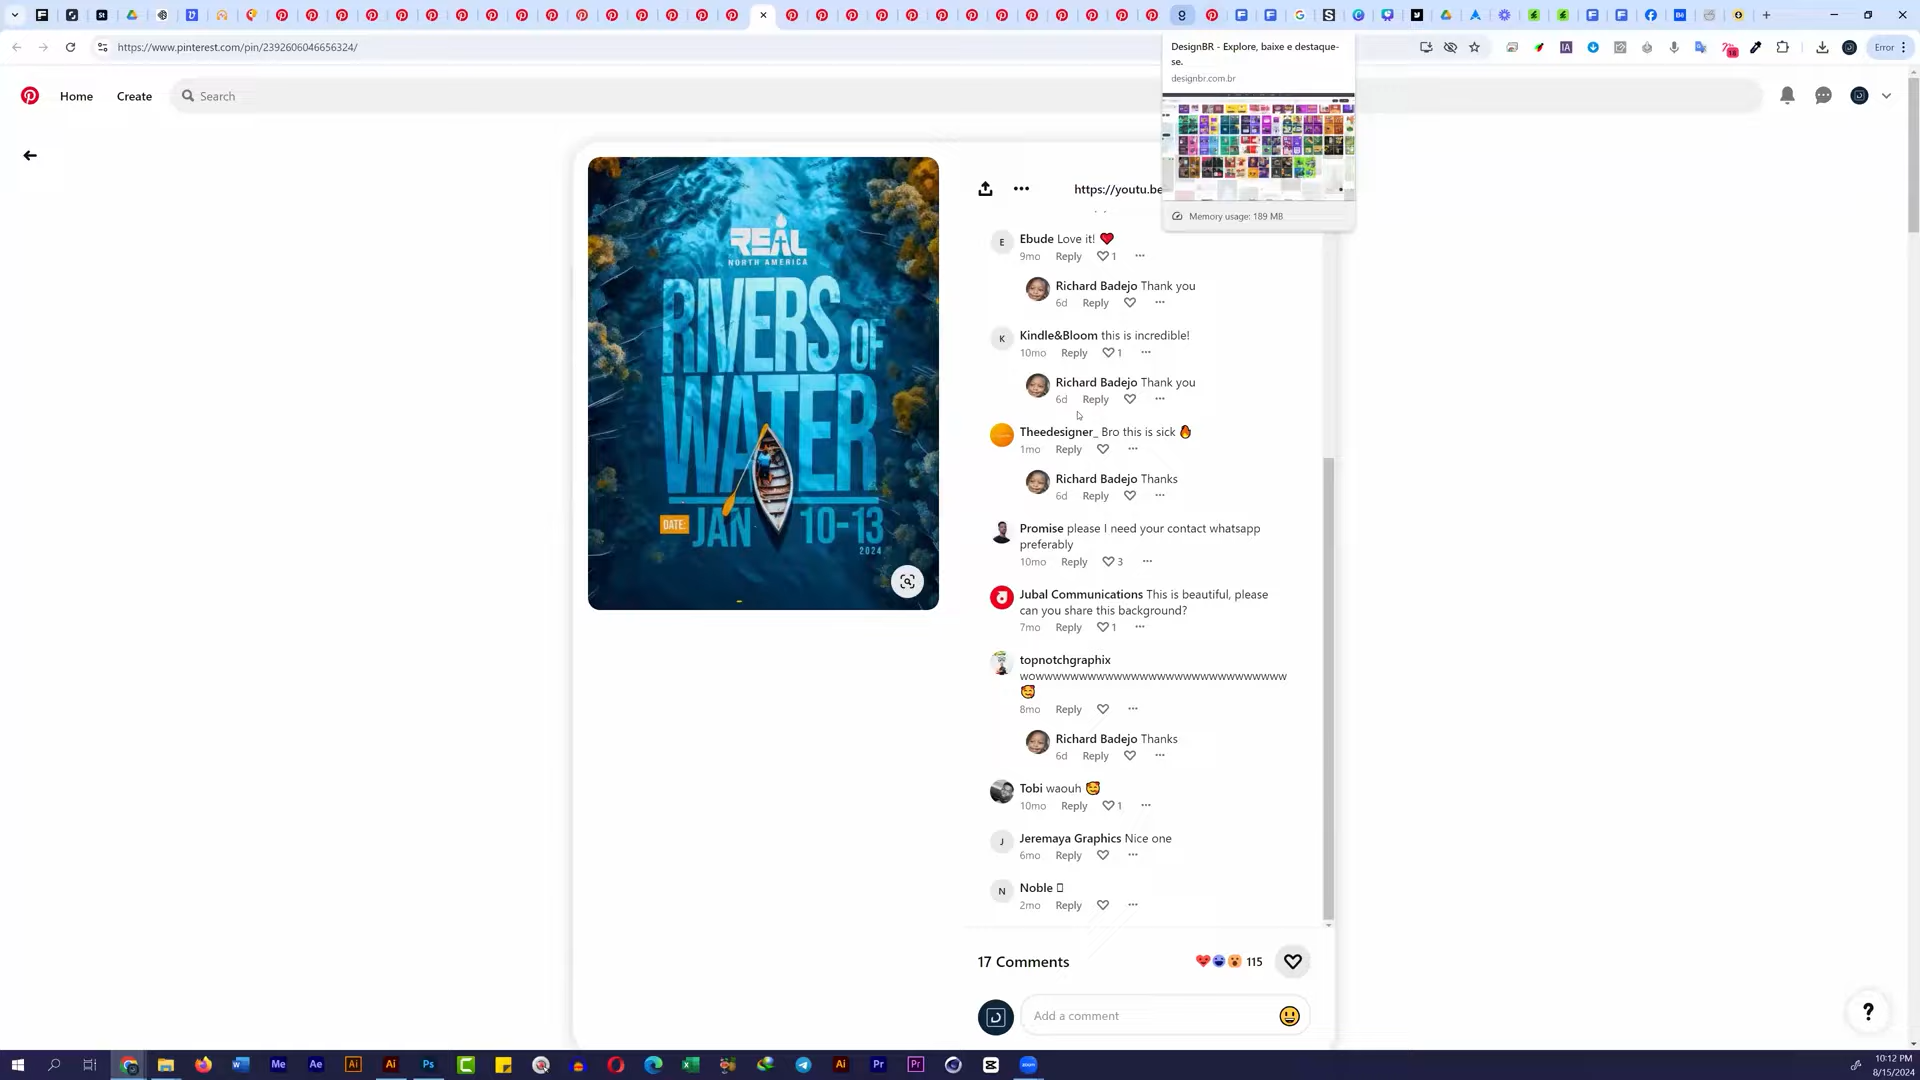 https://www.pinterest.com/pin/2392606046656324/
Error
DesignBR - Explore, baixe e destaque-
se.
designbr.com.br
Memory usage: 189 MB
Home
Create
Search
REAL
NORTH AMERICA
RIVERS OF
WATER
DATE:
JAN 10-13
2024
https://youtu.be
Ebude Love it! ❤️
9mo Reply 1
Richard Badejo Thank you
6d Reply
Kindle&Bloom this is incredible!
10mo Reply 1
Richard Badejo Thank you
6d Reply
Theedesigner_ Bro this is sick 🔥
1mo Reply
Richard Badejo Thanks
6d Reply
Promise please I need your contact whatsapp
preferably
10mo Reply 3
Jubal Communications This is beautiful, please
can you share this background?
7mo Reply 1
topnotchgraphix
wowwwwwwwwwwwwwwwwwwwwwwwwwwwwww
🥰
8mo Reply
Richard Badejo Thanks
6d Reply
Tobi waouh 🥰
10mo Reply 1
J
Jeremaya Graphics Nice one
6mo Reply
N
Noble
2mo Reply
17 Comments
115
Add a comment
?
10:12 PM
8/15/2024